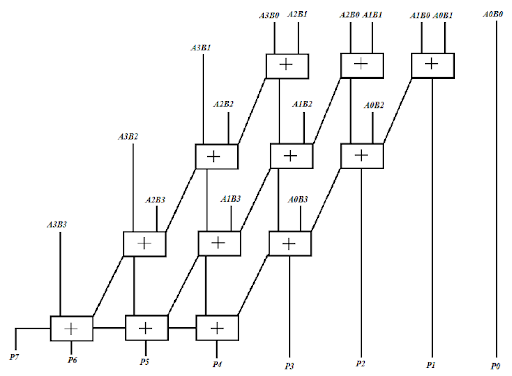 A3B0 A2B1 A2B0 A1B1 A1B0 A0B1 A0B0
+ + +
A3B1
A2B2 A1B2 A0B2
+ + +
A3B2
A2B3 A1B3 A0B3
A3B3
+ + +
+ + +
P7 P6 P5 P4 P3 P2 P1 P0